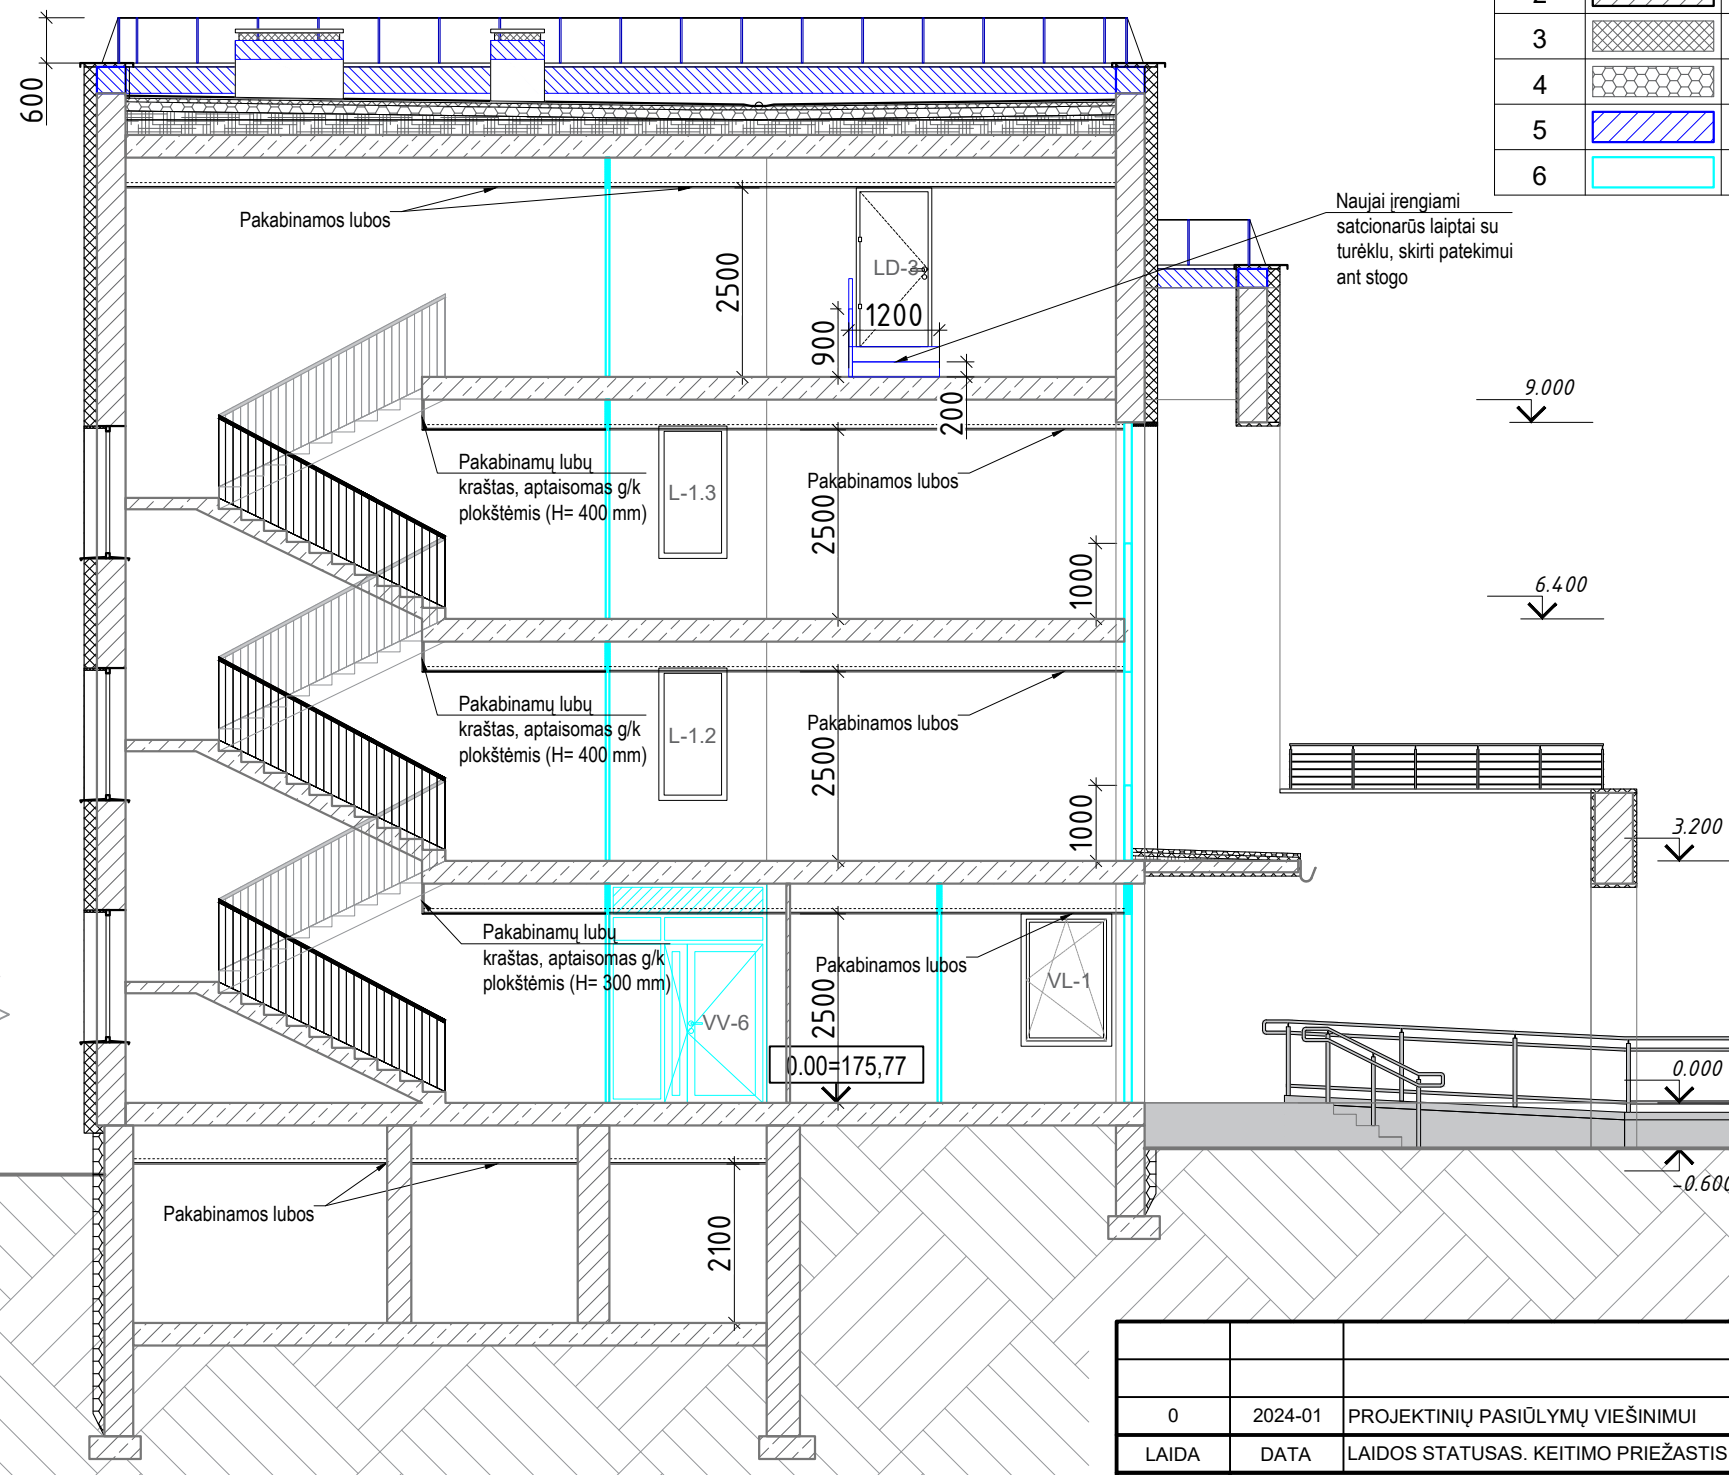 600
3
4
5
6
Pakabinamos lubos
2500
LD-3
900
1200
200
Naujai įrengiami
satcionarūs laiptai su
turėklu, skirti patekimui
ant stogo
9.000
Pakabinamų lubų
kraštas, aptaisomas g/k
plokštėmis (H= 400 mm)
L-1.3
Pakabinamos lubos
2500
1000
6.400
Pakabinamų lubų
kraštas, aptaisomas g/k
plokštėmis (H= 400 mm)
L-1.2
Pakabinamos lubos
2500
1000
3.200
Pakabinamų lubų
kraštas, aptaisomas g/k
plokštėmis (H= 300 mm)
Pakabinamos lubos
2500
VL-1
VV-6
0.00=175,77
0.000
-0.600
Pakabinamos lubos
2100
0 2024-01 PROJEKTINIŲ PASIŪLYMŲ VIEŠINIMUI
LAIDA DATA LAIDOS STATUSAS. KEITIMO PRIEŽASTIS